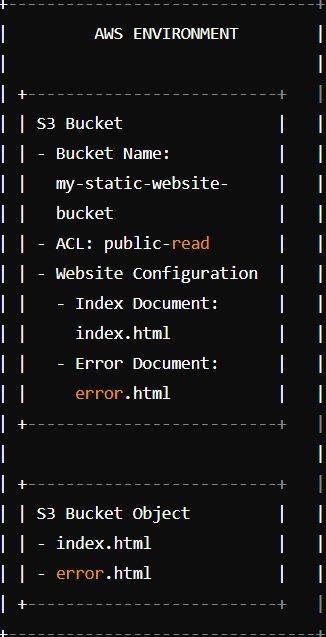 AWS ENVIRONMENT
S3 Bucket
- Bucket Name:
my-static-website-
bucket
- ACL: public-read
- Website Configuration
- Index Document:
index.html
- Error Document:
error.html
S3 Bucket Object
- index.html
- error.html